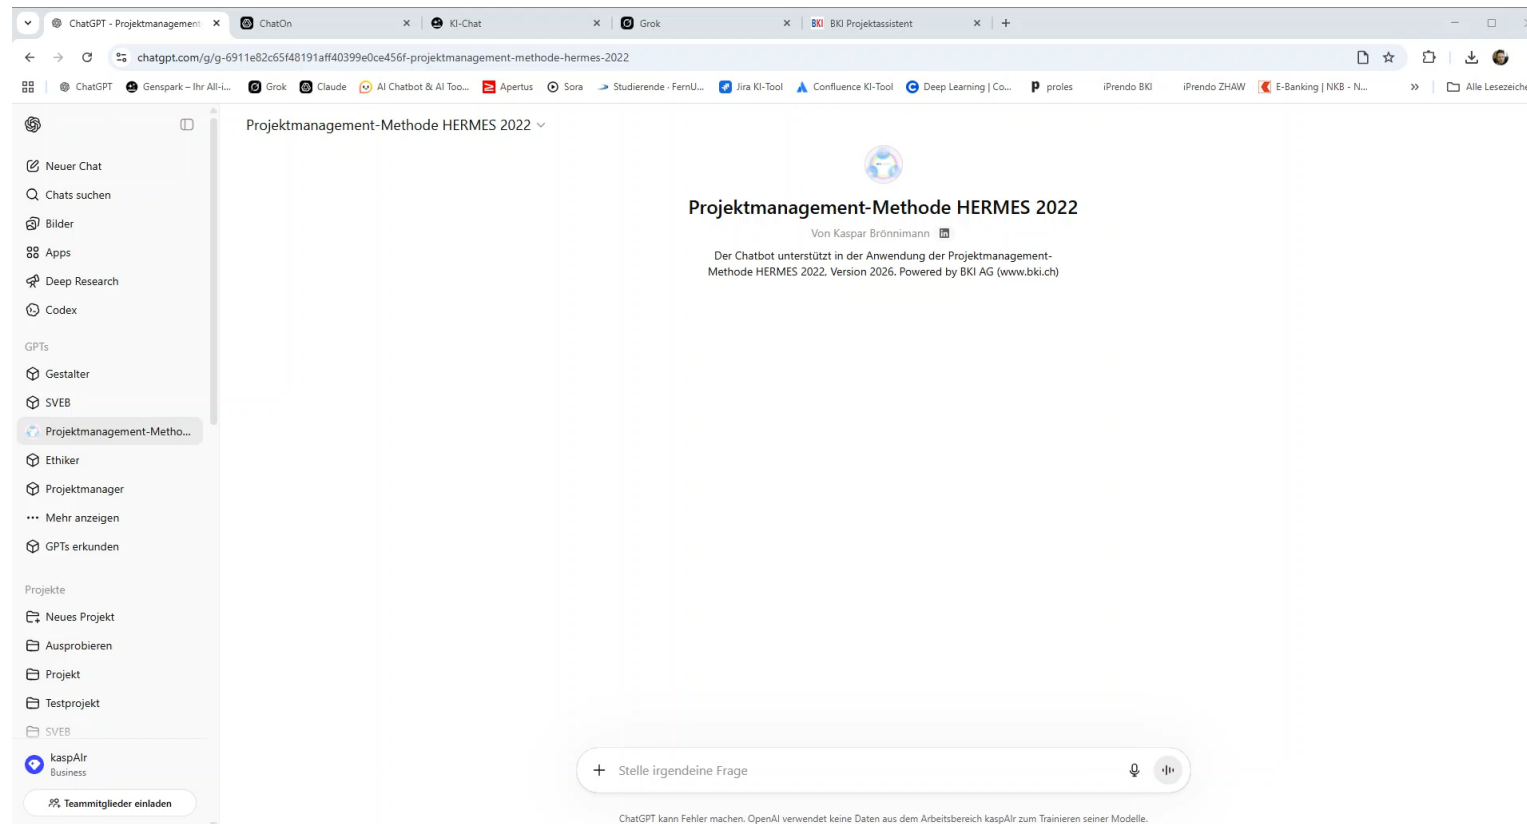 ChatGPT - Projektmanagement
ChatOn
KI-Chat
Grok
BKI BKI Projektassistent
chatgpt.com/g/g-6911e82c65f48191aff40399e0ce456f-projektmanagement-methode-hermes-2022
ChatGPT Genspark – Ihr All-i... Grok Claude AI Chatbot & AI Too... Apertus Sora Studierende · FernU... Jira KI-Tool Confluence KI-Tool Deep Learning | Co... proles iPrendo BKI iPrendo ZHAW E-Banking | NKB - N... » Alle Lesezeiche
Projektmanagement-Methode HERMES 2022
Neuer Chat
Chats suchen
Bilder
Apps
Deep Research
Codex
GPTs
Gestalter
SVEB
Projektmanagement-Metho...
Ethiker
Projektmanager
Mehr anzeigen
GPTs erkunden
Projekte
Neues Projekt
Ausprobieren
Projekt
Testprojekt
SVEB
kaspAIr
Business
Teammitglieder einladen
Projektmanagement-Methode HERMES 2022
Von Kaspar Brönnimann
Der Chatbot unterstützt in der Anwendung der Projektmanagement-
Methode HERMES 2022, Version 2026. Powered by BKI AG (www.bki.ch)
Stelle irgendeine Frage
ChatGPT kann Fehler machen. OpenAI verwendet keine Daten aus dem Arbeitsbereich kaspAIr zum Trainieren seiner Modelle.